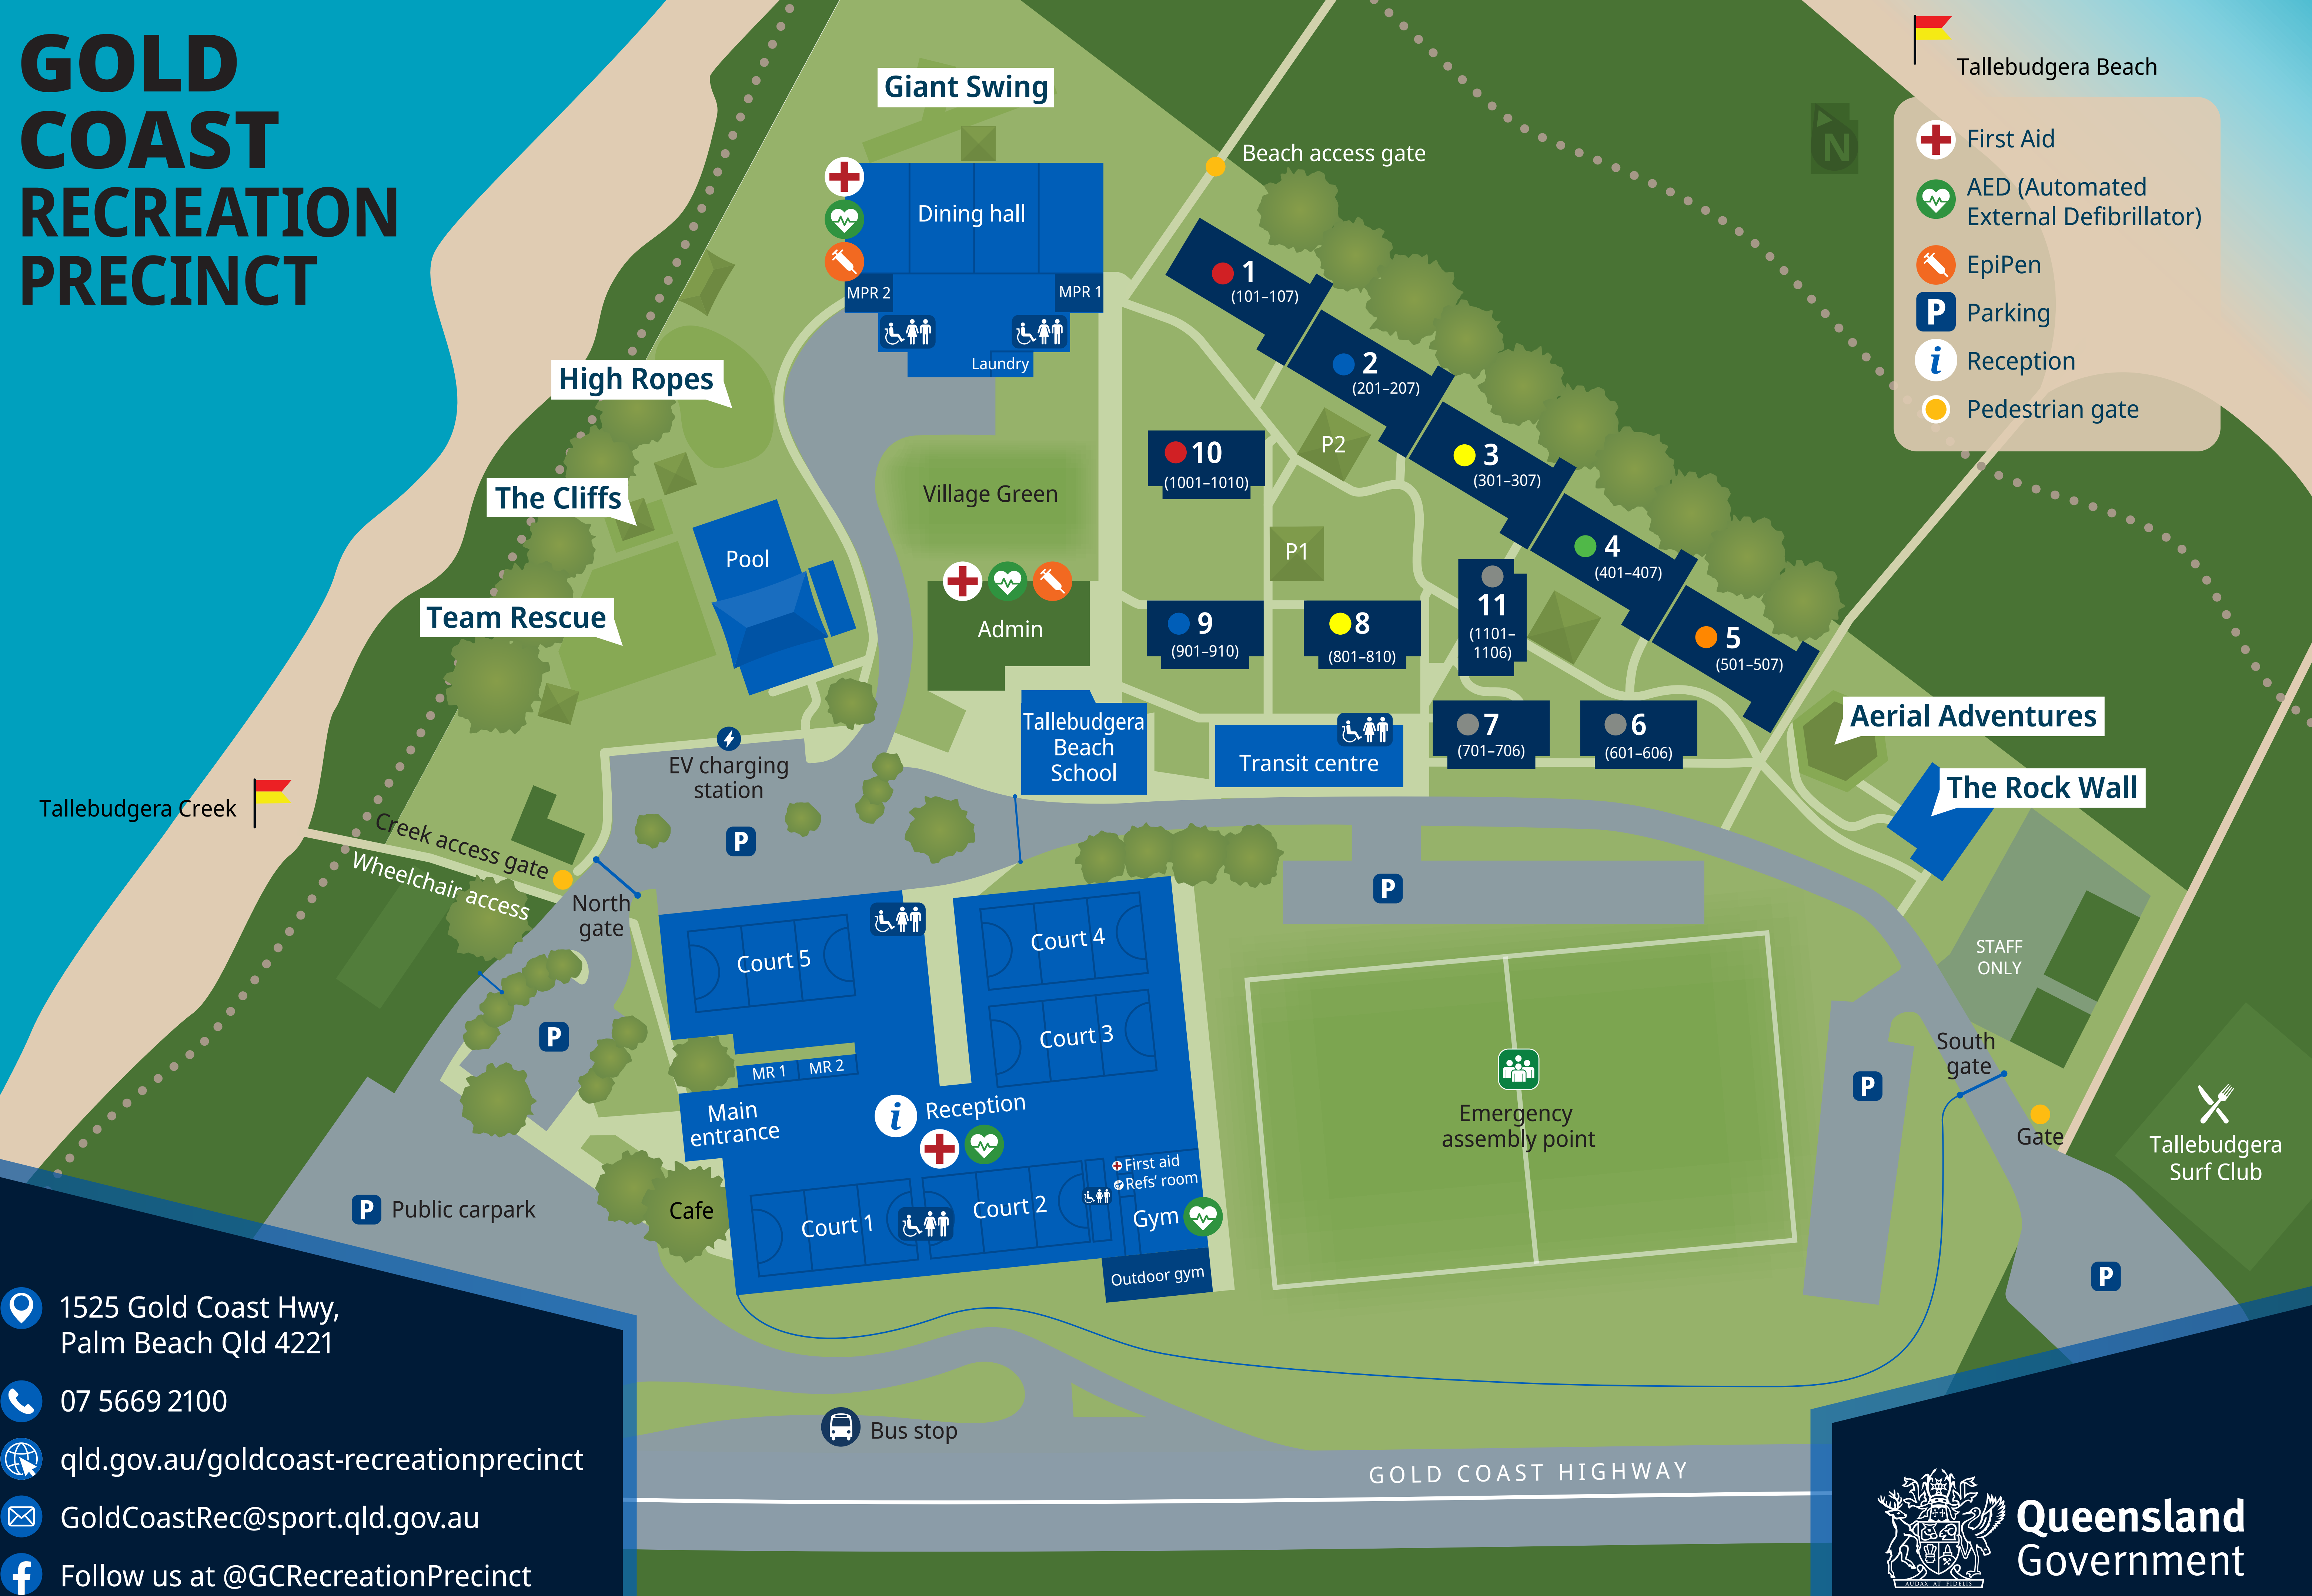 GOLD
COAST
RECREATION
PRECINCT
Giant Swing
Tallebudgera Beach
First Aid
AED (Automated
External Defibrillator)
EpiPen
P Parking
i Reception
Pedestrian gate
N
Beach access gate
Dining hall
MPR 2
MPR 1
Laundry
1
(101–107)
2
(201–207)
3
(301–307)
4
(401–407)
5
(501–507)
High Ropes
The Cliffs
Team Rescue
Pool
Village Green
Admin
10
(1001–1010)
P2
P1
9
(901–910)
8
(801–810)
11
(1101–
1106)
7
(701–706)
6
(601–606)
Tallebudgera
Beach
School
Transit centre
Aerial Adventures
The Rock Wall
EV charging
station
P
Tallebudgera Creek
Creek access gate
Wheelchair access
North
gate
P
P
Court 5
Court 4
Court 3
MR 1
MR 2
Main
entrance
i Reception
First aid
Refs’ room
Gym
Court 1
Court 2
Outdoor gym
Cafe
P Public carpark
Emergency
assembly point
STAFF
ONLY
South
gate
P
Gate
Tallebudgera
Surf Club
P
Bus stop
GOLD COAST HIGHWAY
1525 Gold Coast Hwy,
Palm Beach Qld 4221
07 5669 2100
qld.gov.au/goldcoast-recreationprecinct
GoldCoastRec@sport.qld.gov.au
Follow us at @GCRecreationPrecinct
AUDAX AT FIDELIS
Queensland
Government